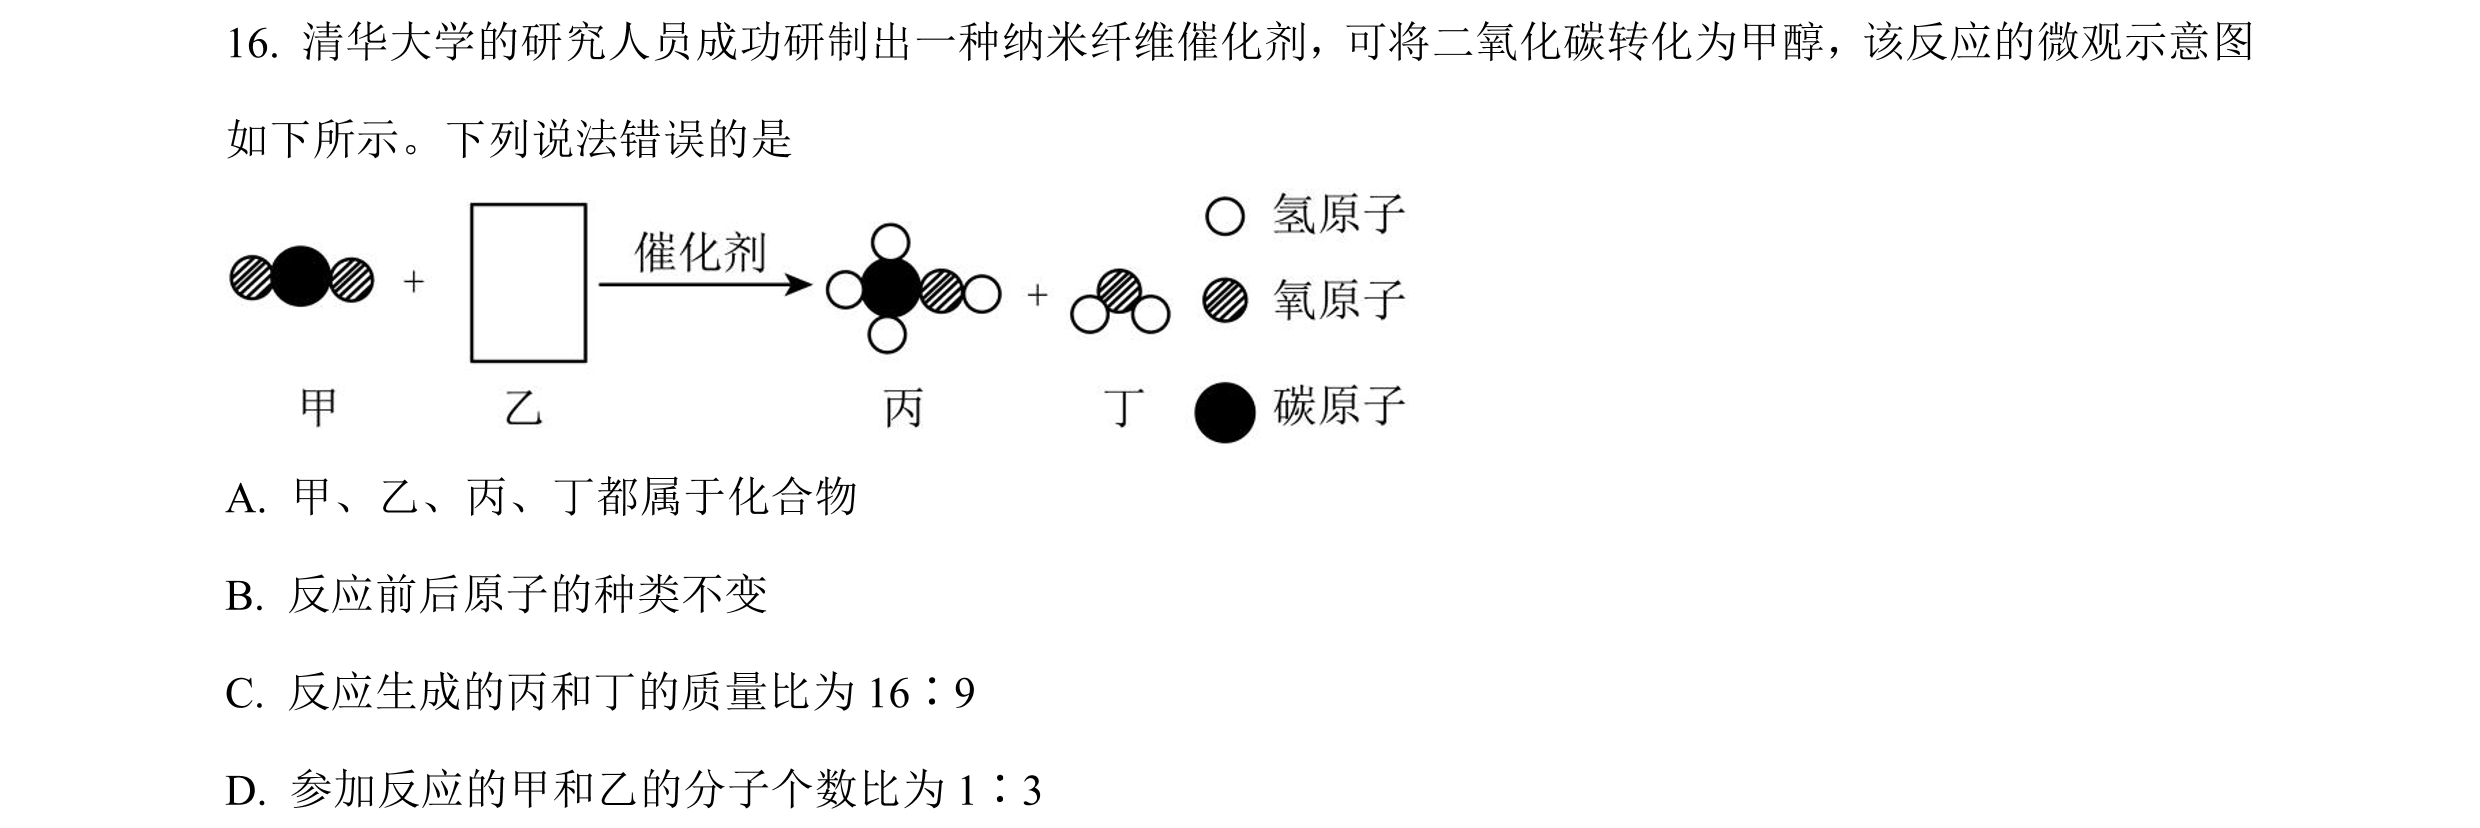 16. 清华大学的研究人员成功研制出一种纳米纤维催化剂，可将二氧化碳转化为甲醇，该反应的微观示意图
如下所示。下列说法错误的是
+ 催化剂 + 氢原子
氧原子
甲 乙 丙 丁 碳原子
A. 甲、乙、丙、丁都属于化合物
B. 反应前后原子的种类不变
C. 反应生成的丙和丁的质量比为 16∶9
D. 参加反应的甲和乙的分子个数比为 1∶3